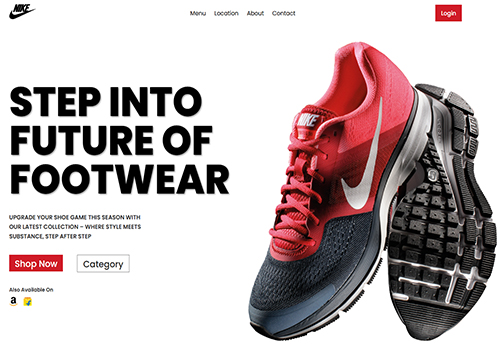 NIKE
Menu Location About Contact
Login
STEP INTO
FUTURE OF
FOOTWEAR
UPGRADE YOUR SHOE GAME THIS SEASON WITH
OUR LATEST COLLECTION – WHERE STYLE MEETS
SUBSTANCE, STEP AFTER STEP
Shop Now Category
Also Available On
a
NIKE